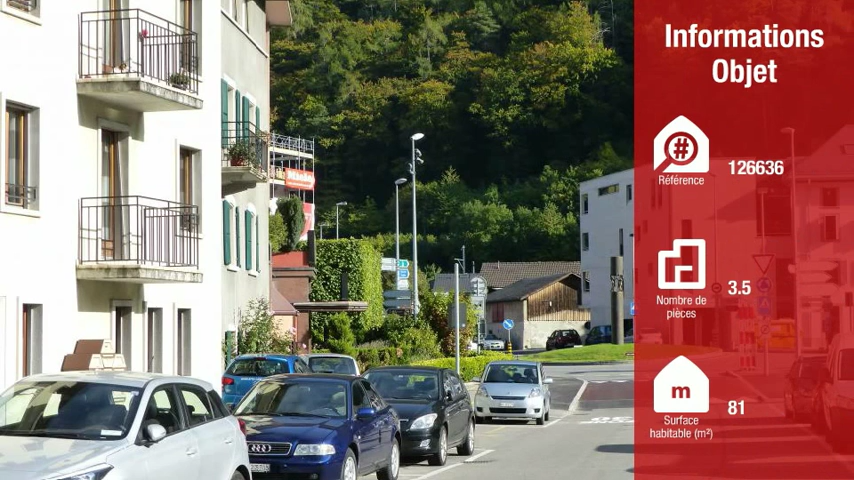 Informations
Objet
#
Référence
126636
Nombre de
pièces
3.5
m
Surface
habitable (m²)
81